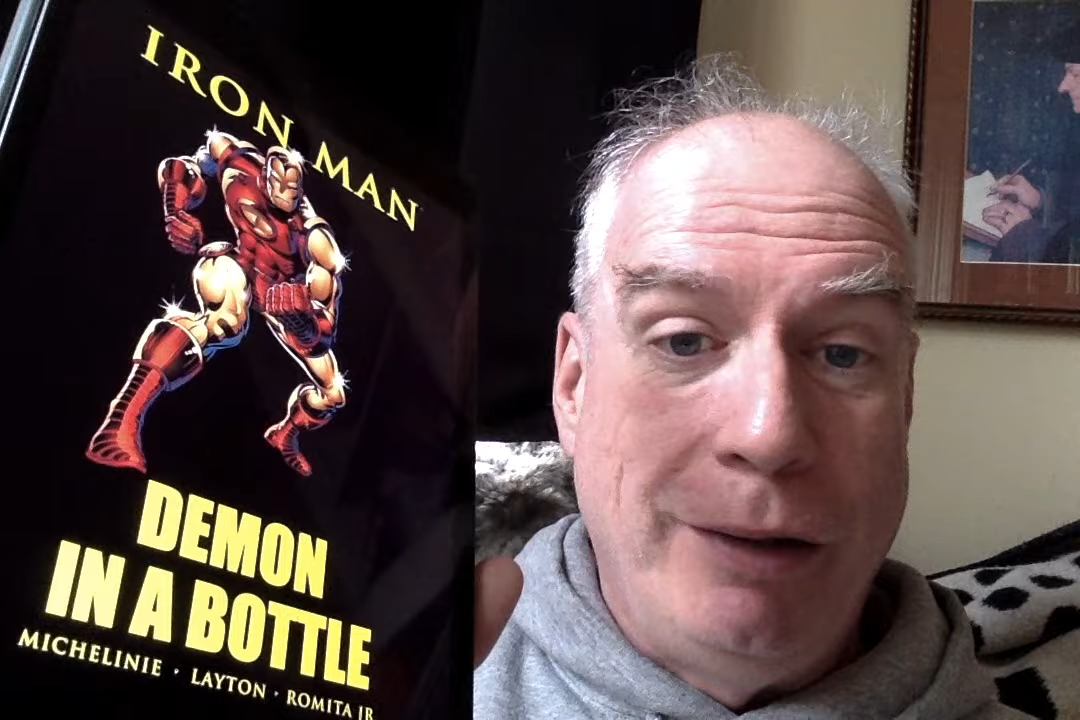 IRON MAN
DEMON
IN A BOTTLE
MICHELINIE · LAYTON · ROMITA JR